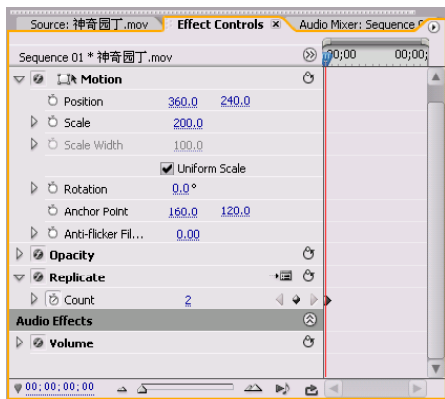 Source: 神奇园丁.mov Effect Controls Audio Mixer: Sequence
Sequence 01 * 神奇园丁.mov 00;00 00;00;
Motion
Position 360.0 240.0
Scale 200.0
Scale Width 100.0
Uniform Scale
Rotation 0.0°
Anchor Point 160.0 120.0
Anti-flicker Fil... 0.00
Opacity
Replicate
Count 2
Audio Effects
Volume
00;00;00;00